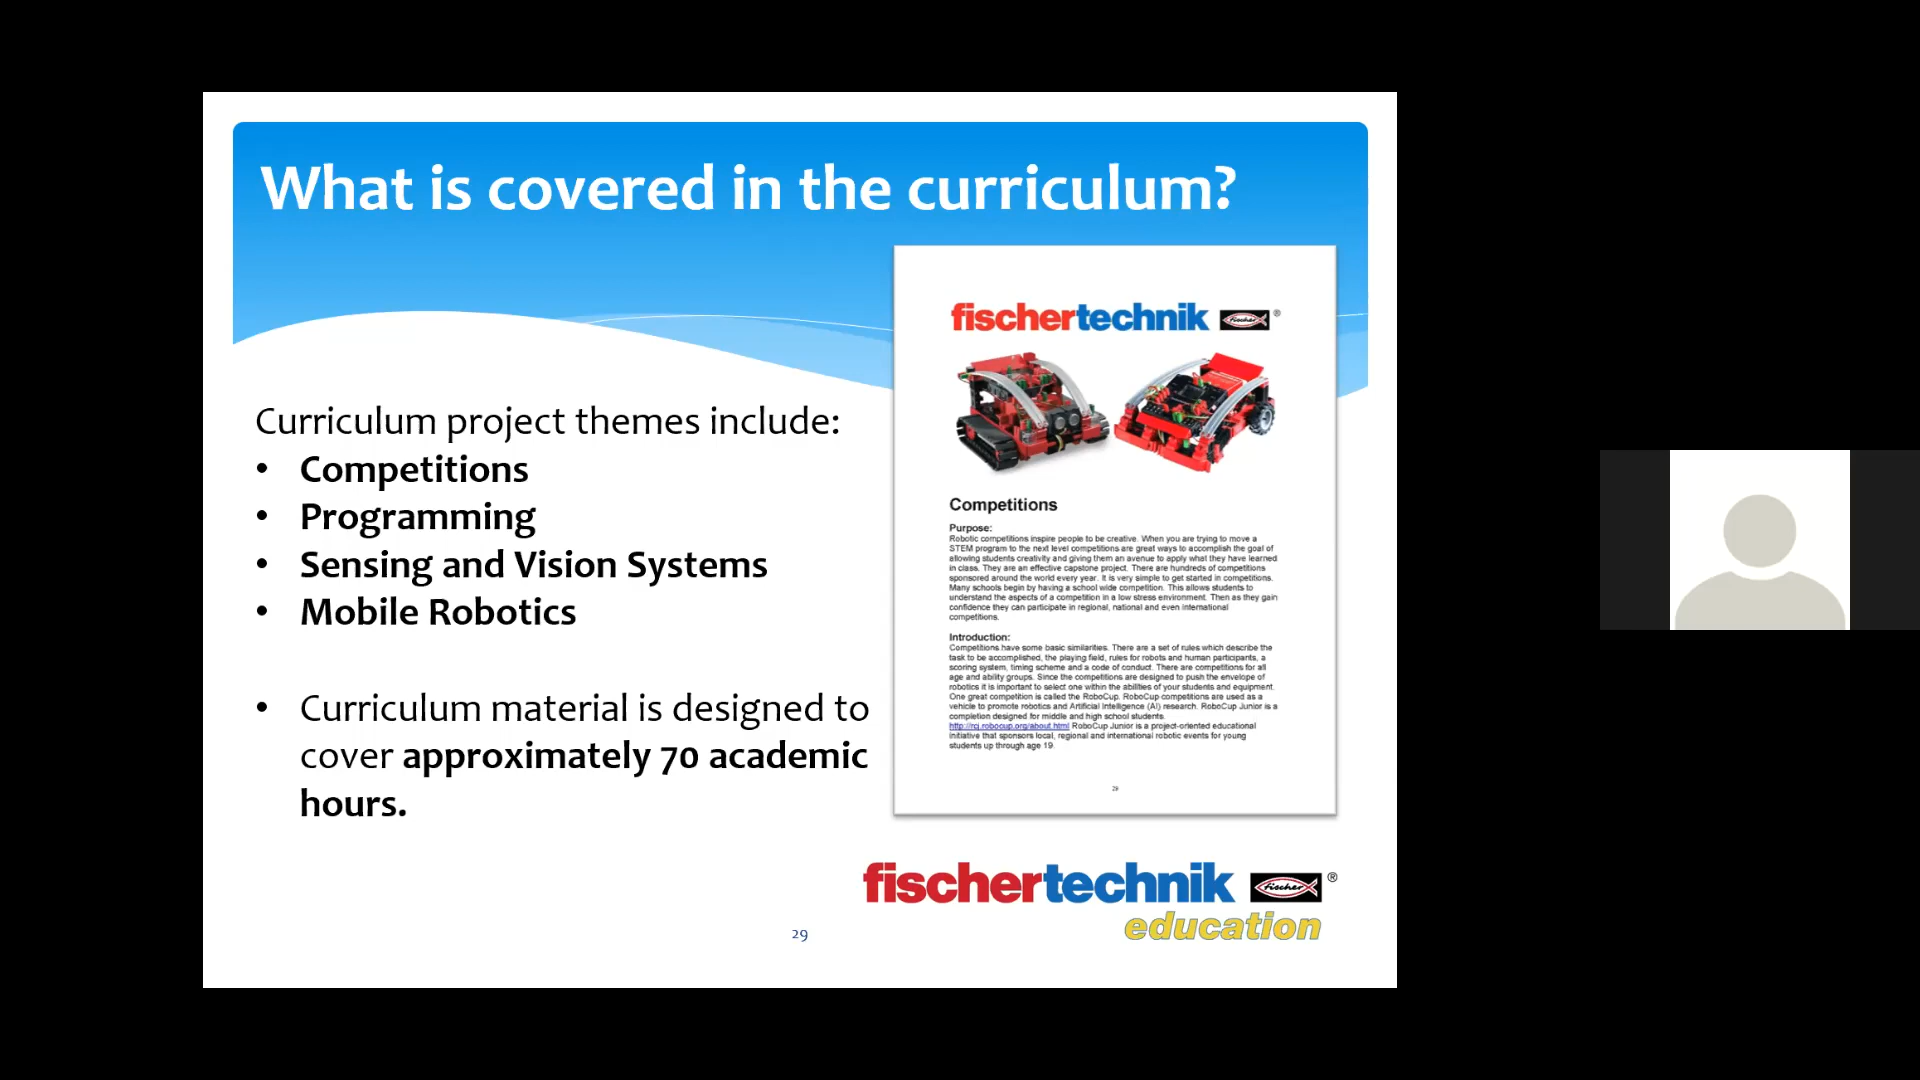 What is covered in the curriculum?
Curriculum project themes include:
• Competitions
• Programming
• Sensing and Vision Systems
• Mobile Robotics
• Curriculum material is designed to
cover approximately 70 academic
hours.
fischertechnik fischer ®
Competitions
Purpose:
Robotic competitions inspire people to be creative. When you are trying to move a
STEM program to the next level competitions are great ways to accomplish the goal of
allowing students creativity and giving them an avenue to apply what they have learned
in class. They are an effective capstone project. There are hundreds of competitions
sponsored around the world every year. It is very simple to get started in competitions.
Many schools begin by having a school wide competition. This allows students to
understand the aspects of a competition in a low stress environment. Then as they gain
confidence they can participate in regional, national and even international
competitions.
Introduction:
Competitions have some basic similarities. There are a set of rules which describe the
task to be accomplished, the playing field, rules for robots and human participants, a
scoring system, timing scheme and a code of conduct. There are competitions for all
age and ability groups. Since the competitions are designed to push the envelope of
robotics it is important to select one within the abilities of your students and equipment.
One great competition is called the RoboCup. RoboCup competitions are used as a
vehicle to promote robotics and Artificial Intelligence (AI) research. RoboCup Junior is a
completion designed for middle and high school students.
http://rcj.robocup.org/about.html RoboCup Junior is a project-oriented educational
initiative that sponsors local, regional and international robotic events for young
students up through age 19.
28
fischertechnik fischer ®
education
29